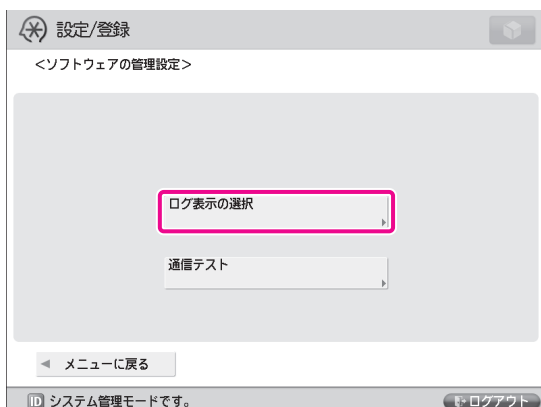 設定/登録
<ソフトウェアの管理設定>
ログ表示の選択
通信テスト
メニューに戻る
ID システム管理モードです。
ログアウト